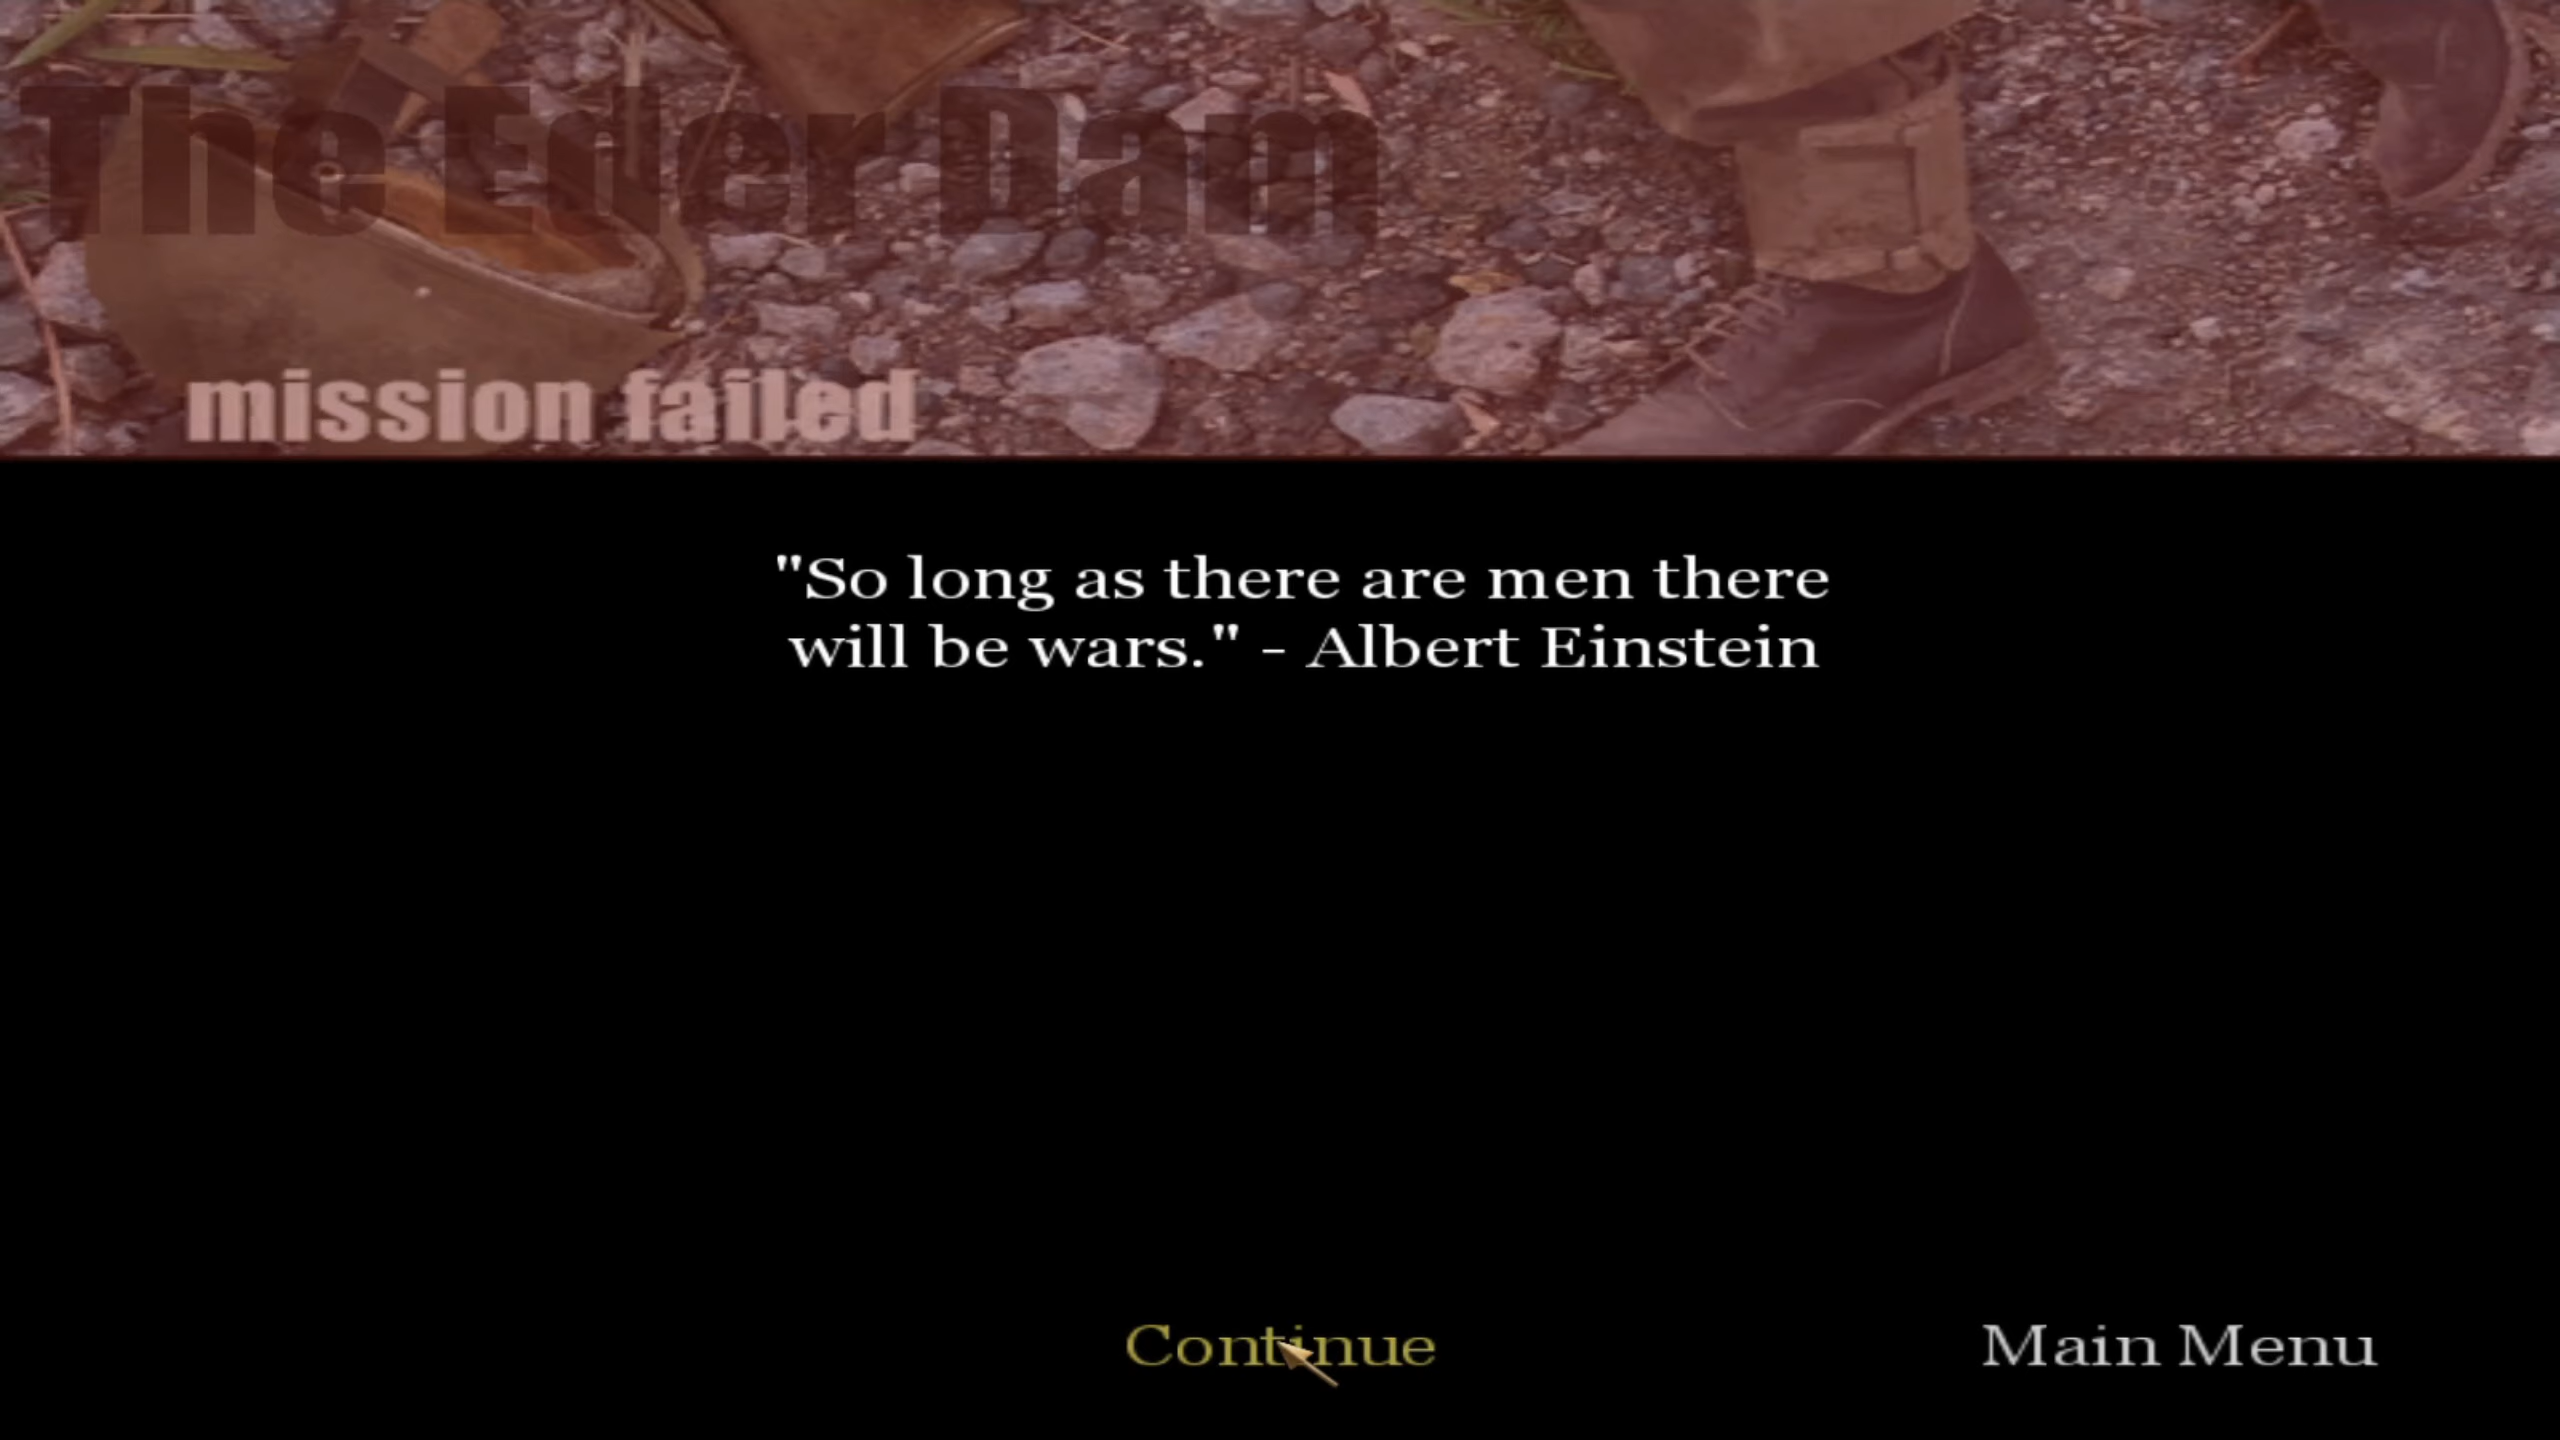 The Eder Dam
mission failed
"So long as there are men there
will be wars." - Albert Einstein
Continue
Main Menu